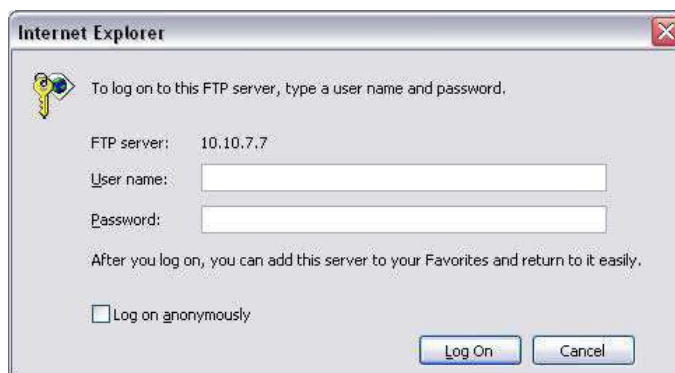 Internet Explorer
To log on to this FTP server, type a user name and password.
FTP server: 10.10.7.7
User name:
Password:
After you log on, you can add this server to your Favorites and return to it easily.
Log on anonymously
Log On Cancel